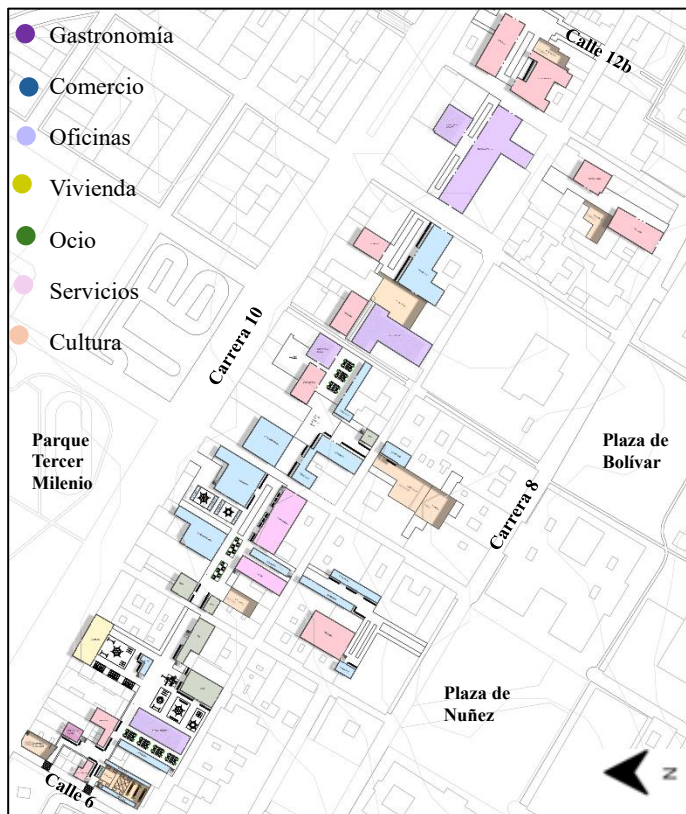 Gastronomía
Comercio
Oficinas
Vivienda
Ocio
Servicios
Cultura
Calle 12b
Carrera 10
Parque
Tercer
Milenio
Plaza de
Bolívar
Carrera 8
Plaza de
Nuñez
Calle 6
N